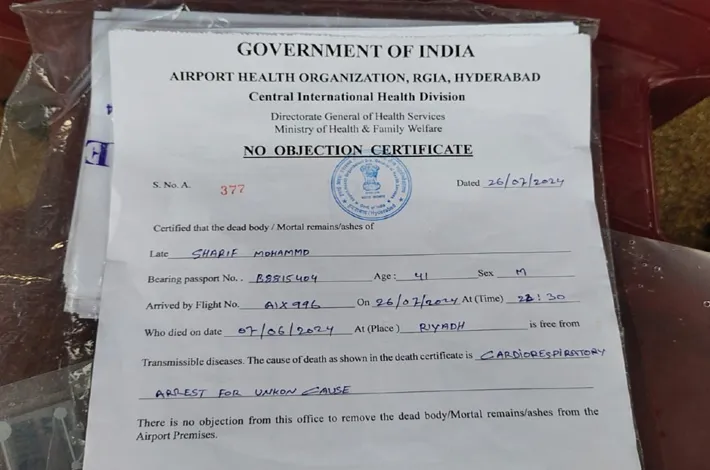 GOVERNMENT OF INDIA
AIRPORT HEALTH ORGANIZATION, RGIA, HYDERABAD
Central International Health Division
Directorate General of Health Services
Ministry of Health & Family Welfare
NO OBJECTION CERTIFICATE
S. No. A. 377 Dated 26/07/2024
Certified that the dead body / Mortal remains/ashes of
Late SHARIF MOHAMMD
Bearing passport No. . B8815404 Age: 41 Sex M
Arrived by Flight No. AIX 996 On 26/07/2024 At (Time) :30
Who died on date 07/06/2024 At (Place) RIYADH is free from
Transmissible diseases. The cause of death as shown in the death certificate is CARDIORESPIRATORY
ARREST FOR UNKON CAUSE
There is no objection from this office to remove the dead body/Mortal remains/ashes from the
Airport Premises.